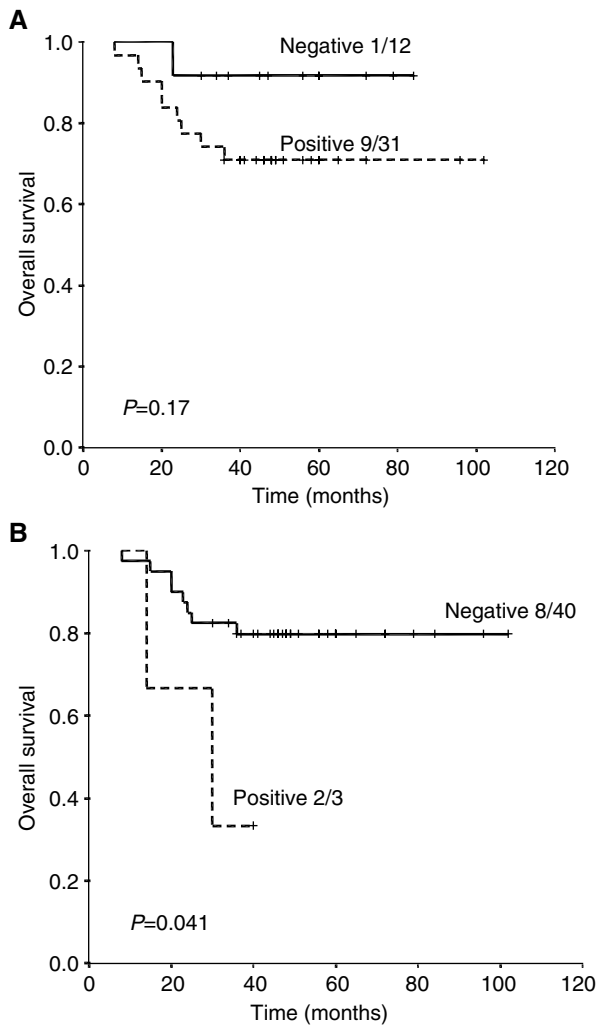 A
1.0
0.8
0.6
0.4
0.2
0.0
Overall survival
Negative 1/12
Positive 9/31
P=0.17
0 20 40 60 80 100 120
Time (months)
B
1.0
0.8
0.6
0.4
0.2
0.0
Overall survival
Negative 8/40
Positive 2/3
P=0.041
0 20 40 60 80 100 120
Time (months)